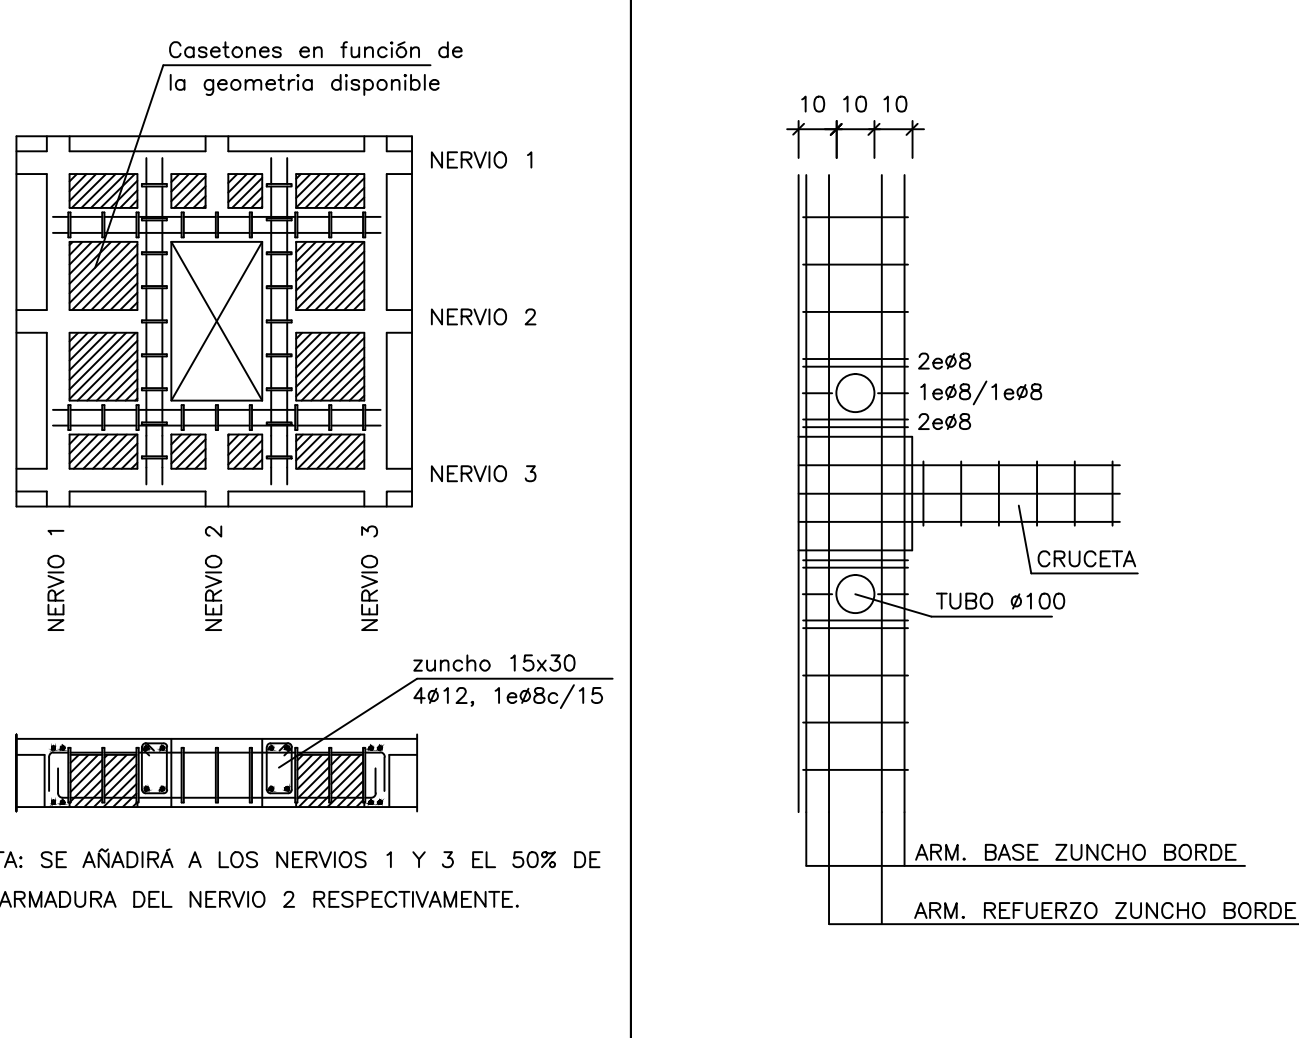 Casetones en función de
la geometria disponible
NERVIO 1
NERVIO 2
NERVIO 3
NERVIO 1
NERVIO 2
NERVIO 3
zuncho 15x30
4ø12, 1eø8c/15
TA: SE AÑADIRÁ A LOS NERVIOS 1 Y 3 EL 50% DE
ARMADURA DEL NERVIO 2 RESPECTIVAMENTE.
10 10 10
2eø8
1eø8/1eø8
2eø8
CRUCETA
TUBO ø100
ARM. BASE ZUNCHO BORDE
ARM. REFUERZO ZUNCHO BORDE